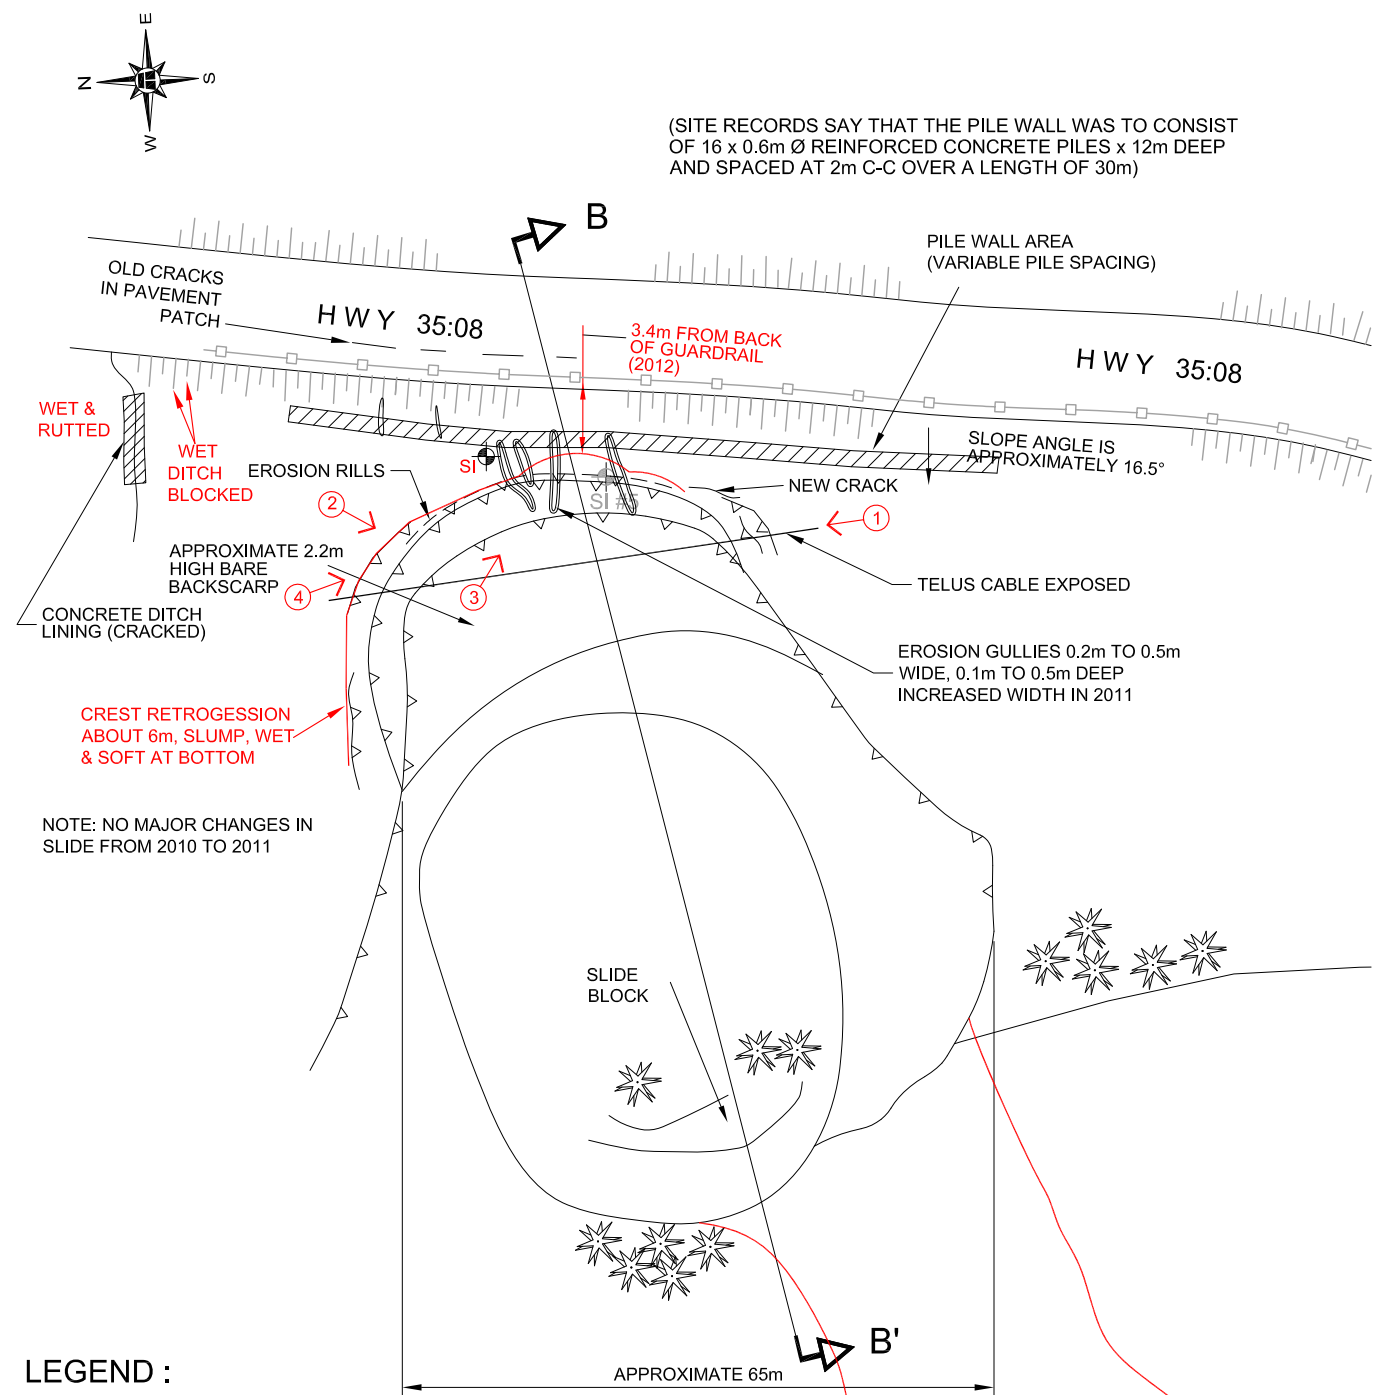 E
N
S
W
(SITE RECORDS SAY THAT THE PILE WALL WAS TO CONSIST
OF 16 x 0.6m Ø REINFORCED CONCRETE PILES x 12m DEEP
AND SPACED AT 2m C-C OVER A LENGTH OF 30m)
B
PILE WALL AREA
(VARIABLE PILE SPACING)
OLD CRACKS
IN PAVEMENT
PATCH
HWY 35:08
3.4m FROM BACK
OF GUARDRAIL
(2012)
HWY 35:08
WET &
RUTTED
WET
DITCH
BLOCKED
SLOPE ANGLE IS
APPROXIMATELY 16.5°
EROSION RILLS
SI
SI #5
NEW CRACK
2
1
APPROXIMATE 2.2m
HIGH BARE
BACKSCARP
4
3
TELUS CABLE EXPOSED
CONCRETE DITCH
LINING (CRACKED)
EROSION GULLIES 0.2m TO 0.5m
WIDE, 0.1m TO 0.5m DEEP
INCREASED WIDTH IN 2011
CREST RETROGESSION
ABOUT 6m, SLUMP, WET
& SOFT AT BOTTOM
NOTE: NO MAJOR CHANGES IN
SLIDE FROM 2010 TO 2011
SLIDE
BLOCK
B'
LEGEND :
APPROXIMATE 65m